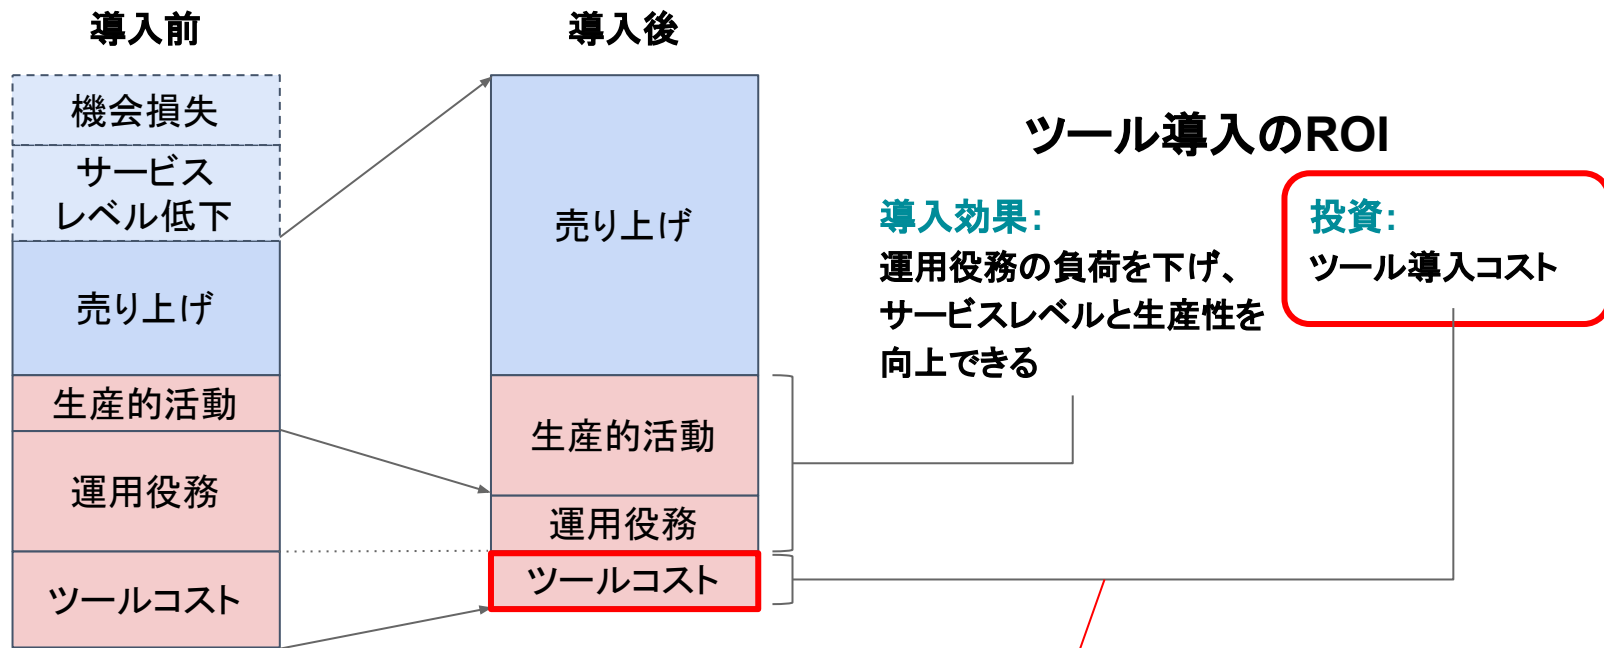 導入前
機会損失
サービス
レベル低下
売り上げ
生産的活動
運用役務
ツールコスト
導入後
売り上げ
生産的活動
運用役務
ツールコスト
ツール導入のROI
導入効果:
運用役務の負荷を下げ、
サービスレベルと生産性を
向上できる
投資:
ツール導入コスト